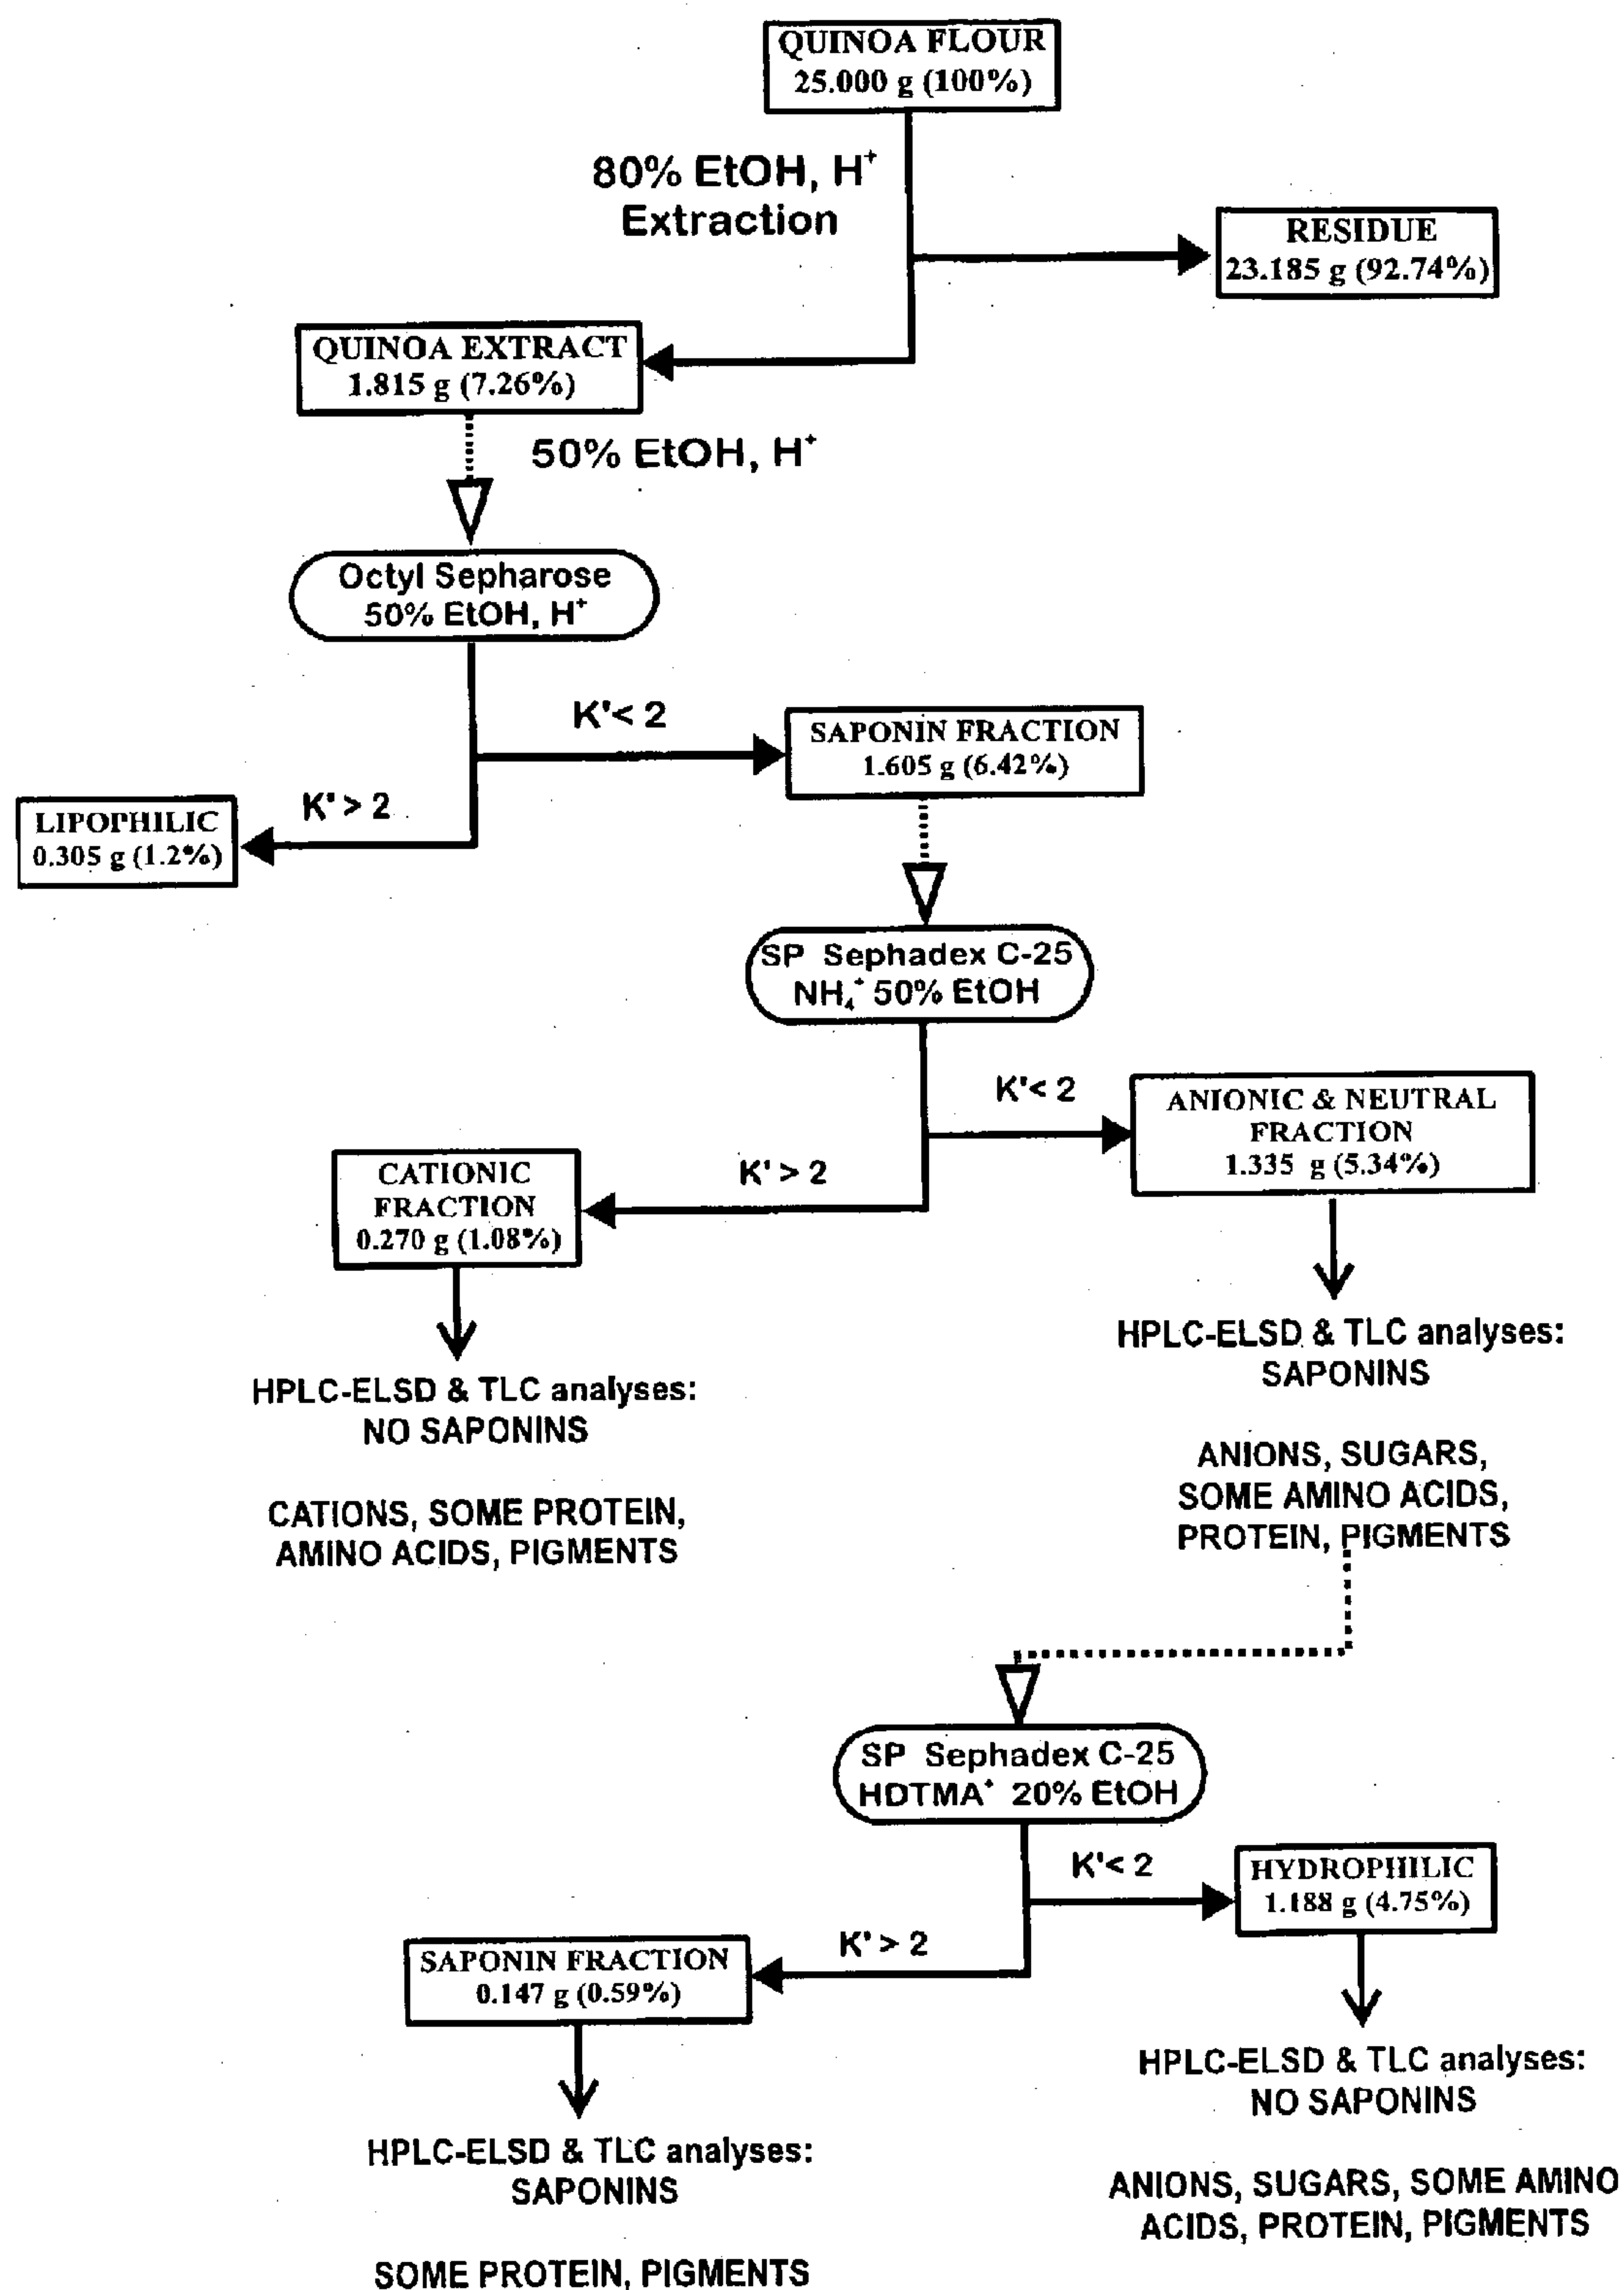 QUINOA FLOUR
25.000 g (100%)
80% EtOH, H⁺
Extraction
RESIDUE
23.185 g (92.74%)
QUINOA EXTRACT
1.815 g (7.26%)
50% EtOH, H⁺
Octyl Sepharose
50% EtOH, H⁺
K'< 2
SAPONIN FRACTION
1.605 g (6.42%)
K' > 2
LIPOPHILIC
0.305 g (1.2%)
SP Sephadex C-25
NH₄⁺ 50% EtOH
K'< 2
ANIONIC & NEUTRAL
FRACTION
1.335 g (5.34%)
K' > 2
CATIONIC
FRACTION
0.270 g (1.08%)
HPLC-ELSD & TLC analyses:
SAPONINS
HPLC-ELSD & TLC analyses:
NO SAPONINS
ANIONS, SUGARS,
SOME AMINO ACIDS,
PROTEIN, PIGMENTS
CATIONS, SOME PROTEIN,
AMINO ACIDS, PIGMENTS
SP Sephadex C-25
HDTMA⁺ 20% EtOH
K'< 2
HYDROPHILIC
1.188 g (4.75%)
K' > 2
SAPONIN FRACTION
0.147 g (0.59%)
HPLC-ELSD & TLC analyses:
NO SAPONINS
HPLC-ELSD & TLC analyses:
SAPONINS
ANIONS, SUGARS, SOME AMINO
ACIDS, PROTEIN, PIGMENTS
SOME PROTEIN, PIGMENTS